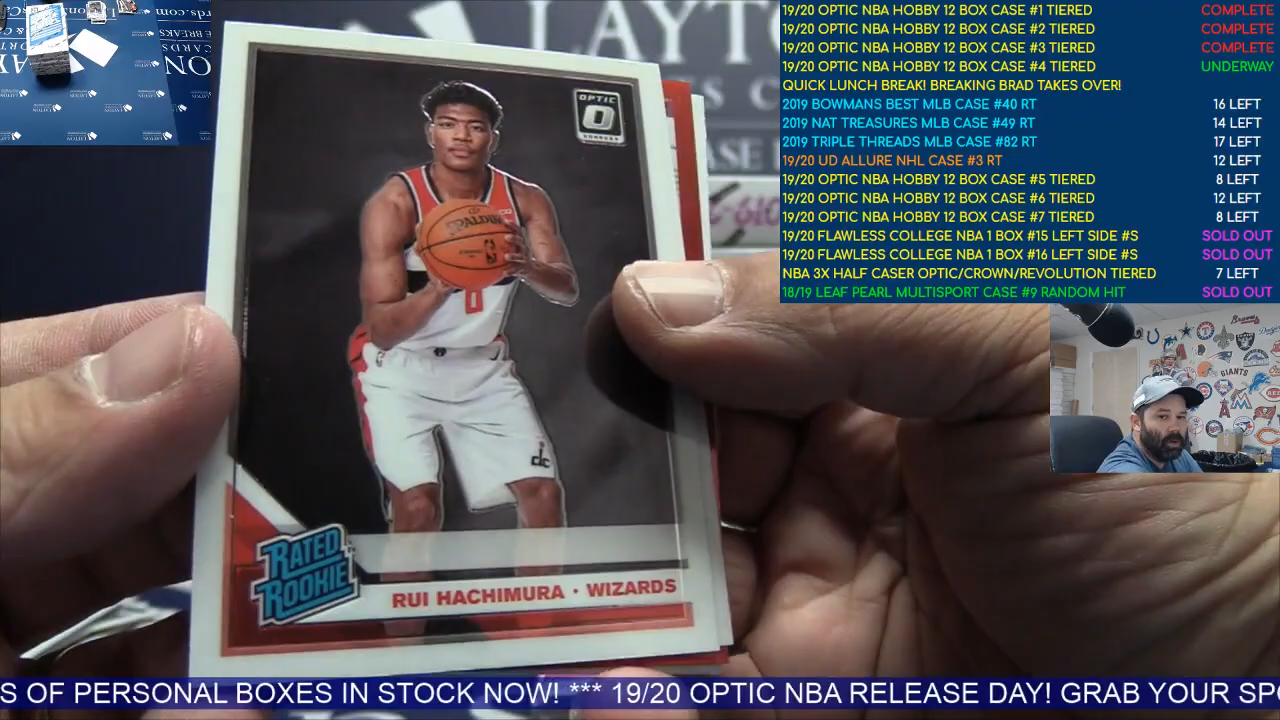 19/20 OPTIC NBA HOBBY 12 BOX CASE #1 TIERED COMPLETE
19/20 OPTIC NBA HOBBY 12 BOX CASE #2 TIERED COMPLETE
19/20 OPTIC NBA HOBBY 12 BOX CASE #3 TIERED COMPLETE
19/20 OPTIC NBA HOBBY 12 BOX CASE #4 TIERED UNDERWAY
QUICK LUNCH BREAK! BREAKING BRAD TAKES OVER!
2019 BOWMANS BEST MLB CASE #40 RT 16 LEFT
2019 NAT TREASURES MLB CASE #49 RT 14 LEFT
2019 TRIPLE THREADS MLB CASE #82 RT 17 LEFT
19/20 UD ALLURE NHL CASE #3 RT 12 LEFT
19/20 OPTIC NBA HOBBY 12 BOX CASE #5 TIERED 8 LEFT
19/20 OPTIC NBA HOBBY 12 BOX CASE #6 TIERED 12 LEFT
19/20 OPTIC NBA HOBBY 12 BOX CASE #7 TIERED 8 LEFT
19/20 FLAWLESS COLLEGE NBA 1 BOX #15 LEFT SIDE #S SOLD OUT
19/20 FLAWLESS COLLEGE NBA 1 BOX #16 LEFT SIDE #S SOLD OUT
NBA 3X HALF CASER OPTIC/CROWN/REVOLUTION TIERED 7 LEFT
18/19 LEAF PEARL MULTISPORT CASE #9 RANDOM HIT SOLD OUT
LAYTON
OPTIC
O
DONRUSS
SPALDING
NBA
dc
RATED
ROOKIE
RUI HACHIMURA · WIZARDS
Braves
GIANTS
S OF PERSONAL BOXES IN STOCK NOW! *** 19/20 OPTIC NBA RELEASE DAY! GRAB YOUR SPO